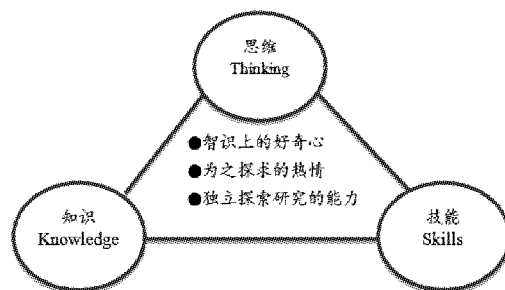 思维
Thinking
●智识上的好奇心
●为之探求的热情
●独立探索研究的能力
知识
Knowledge
技能
Skills